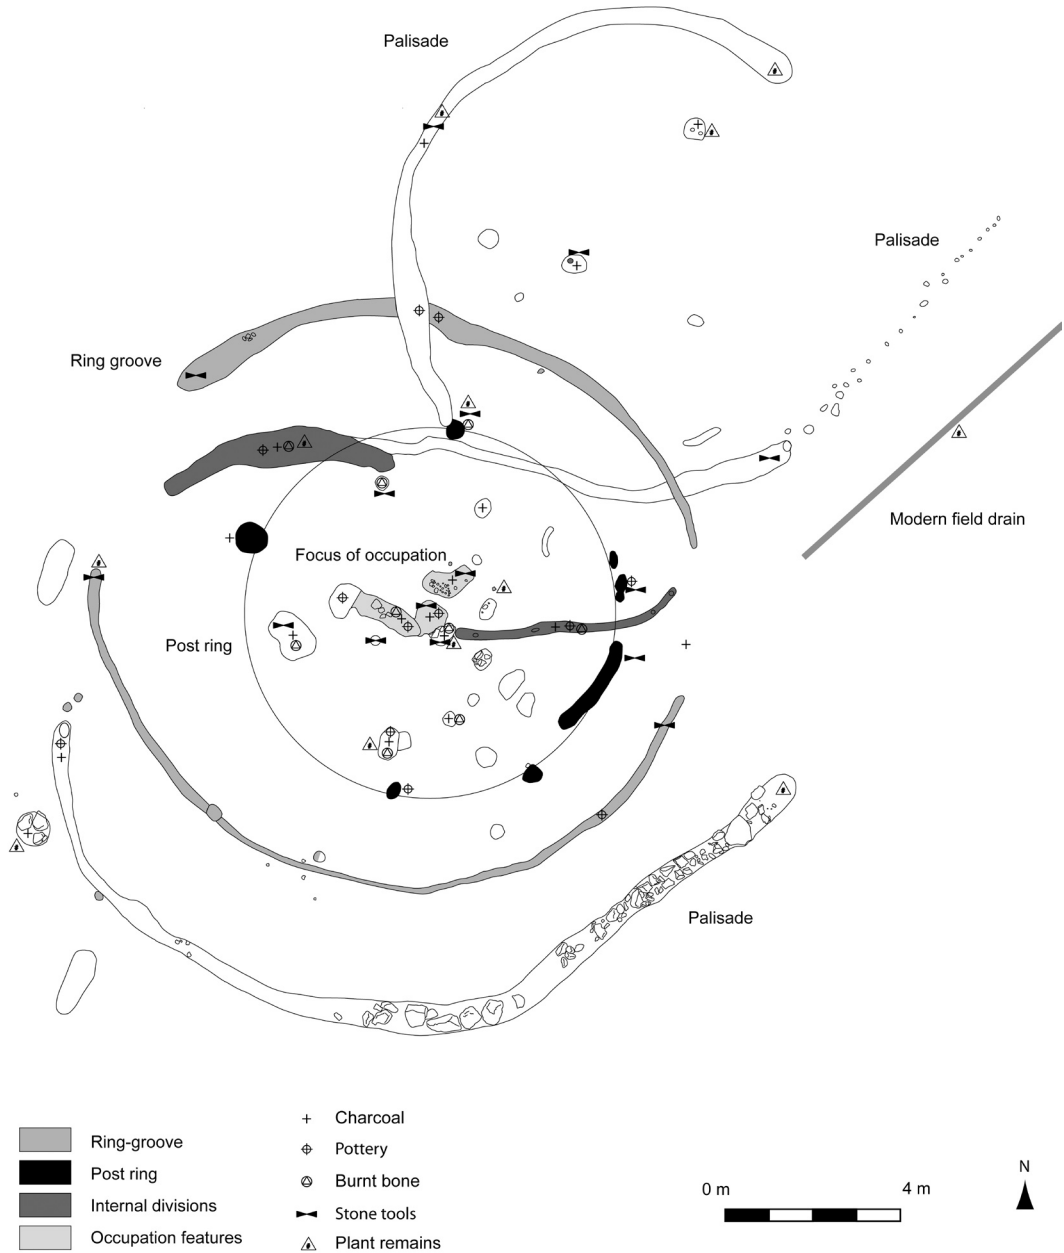 Palisade
Palisade
Ring groove
Modern field drain
Focus of occupation
Post ring
Palisade
Ring-groove
Post ring
Internal divisions
Occupation features
Charcoal
Pottery
Burnt bone
Stone tools
Plant remains
0 m
4 m
N